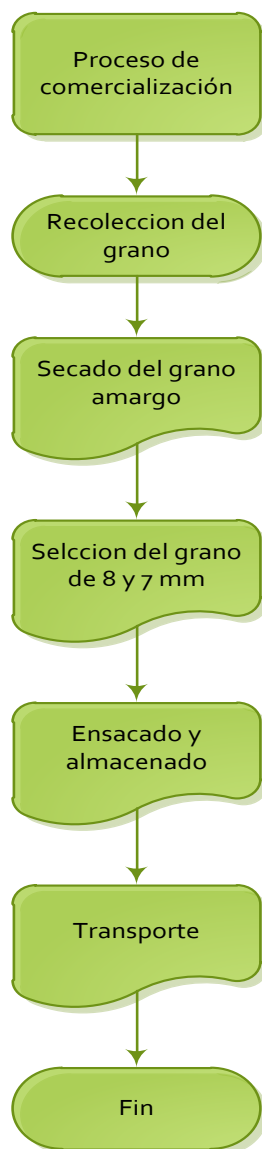 Proceso de
comercialización
Recoleccion del
grano
Secado del grano
amargo
Selccion del grano
de 8 y 7 mm
Ensacado y
almacenado
Transporte
Fin